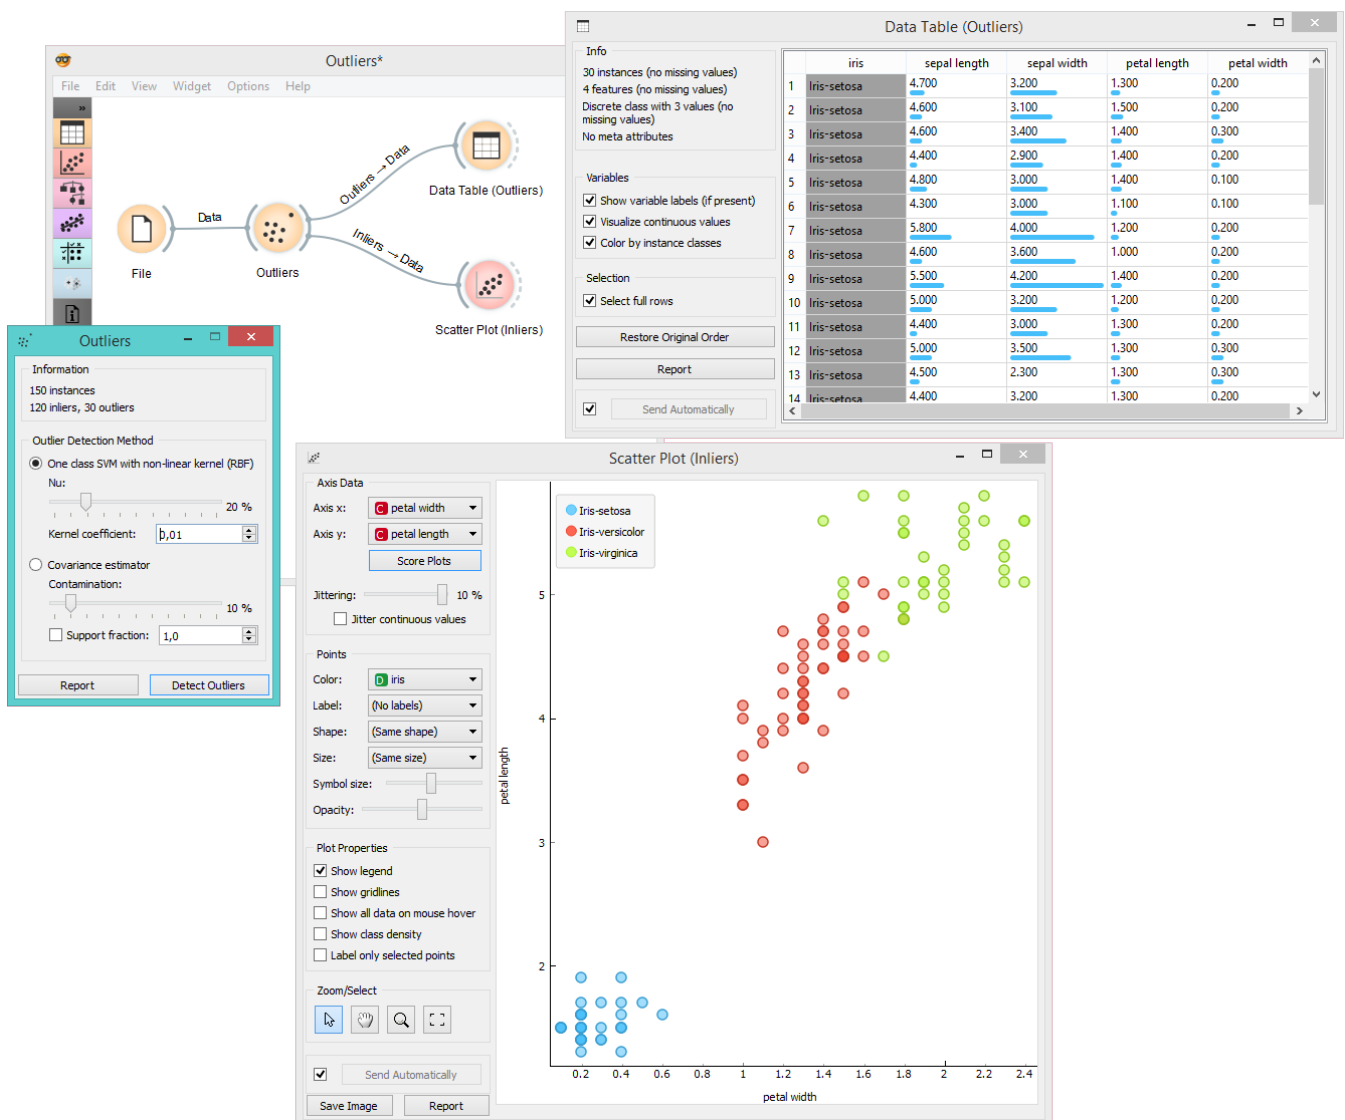 Outliers*
File Edit View Widget Options Help
»
Data
Outliers → Data
Inliers → Data
File
Outliers
Data Table (Outliers)
Scatter Plot (Inliers)
Data Table (Outliers)
Info
30 instances (no missing values)
4 features (no missing values)
Discrete class with 3 values (no
missing values)
No meta attributes
Variables
Show variable labels (if present)
Visualize continuous values
Color by instance classes
Selection
Select full rows
Restore Original Order
Report
Send Automatically
iris sepal length sepal width petal length petal width
1 Iris-setosa 4.700 3.200 1.300 0.200
2 Iris-setosa 4.600 3.100 1.500 0.200
3 Iris-setosa 4.600 3.400 1.400 0.300
4 Iris-setosa 4.400 2.900 1.400 0.200
5 Iris-setosa 4.800 3.000 1.400 0.100
6 Iris-setosa 4.300 3.000 1.100 0.100
7 Iris-setosa 5.800 4.000 1.200 0.200
8 Iris-setosa 4.600 3.600 1.000 0.200
9 Iris-setosa 5.500 4.200 1.400 0.200
10 Iris-setosa 5.000 3.200 1.200 0.200
11 Iris-setosa 4.400 3.000 1.300 0.200
12 Iris-setosa 5.000 3.500 1.300 0.300
13 Iris-setosa 4.500 2.300 1.300 0.300
14 Iris-setosa 4.400 3.200 1.300 0.200
Outliers
Information
150 instances
120 inliers, 30 outliers
Outlier Detection Method
One class SVM with non-linear kernel (RBF)
Nu:
20 %
Kernel coefficient: 0,01
Covariance estimator
Contamination:
10 %
Support fraction: 1,0
Report Detect Outliers
Scatter Plot (Inliers)
Axis Data
Axis x: C petal width
Axis y: C petal length
Score Plots
Jittering: 10 %
Jitter continuous values
Points
Color: D iris
Label: (No labels)
Shape: (Same shape)
Size: (Same size)
Symbol size:
Opacity:
Plot Properties
Show legend
Show gridlines
Show all data on mouse hover
Show class density
Label only selected points
Zoom/Select
Send Automatically
Save Image Report
Iris-setosa
Iris-versicolor
Iris-virginica
petal length
5
4
3
2
0.2 0.4 0.6 0.8 1 1.2 1.4 1.6 1.8 2 2.2 2.4
petal width